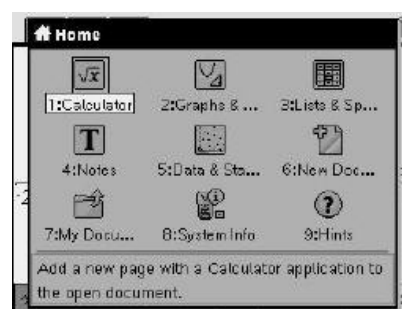 Home
1:Calculator 2:Graphs & ... 3:Lists & Sp...
4:Notes 5:Data & Sta... 6:New Doc...
7:My Docu... 8:System Info 9:Hints
Add a new page with a Calculator application to
the open document.